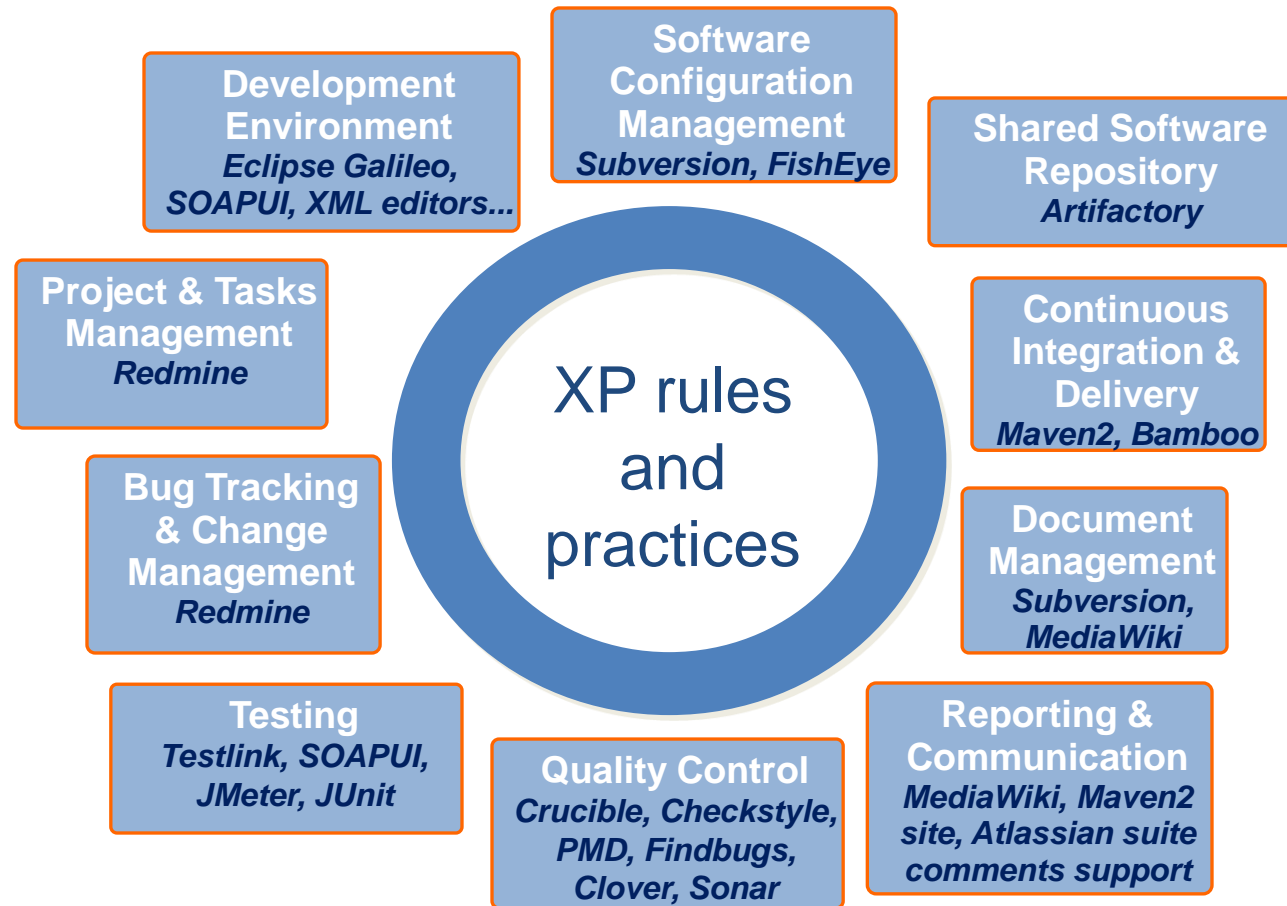 Software
Configuration
Management
Subversion, FishEye
Development
Environment
Eclipse Galileo,
SOAPUI, XML editors...
Shared Software
Repository
Artifactory
Project & Tasks
Management
Redmine
Continuous
Integration &
Delivery
Maven2, Bamboo
XP rules
and
practices
Bug Tracking
& Change
Management
Redmine
Document
Management
Subversion,
MediaWiki
Testing
Testlink, SOAPUI,
JMeter, JUnit
Quality Control
Crucible, Checkstyle,
PMD, Findbugs,
Clover, Sonar
Reporting &
Communication
MediaWiki, Maven2
site, Atlassian suite
comments support